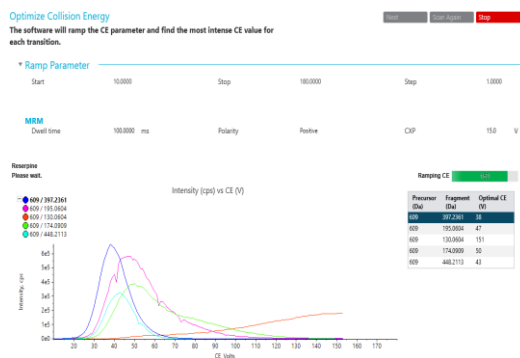 Optimize Collision Energy
Next Scan Again Stop
The software will ramp the CE parameter and find the most intense CE value for
each transition.
Ramp Parameter
Start 10.0000 Stop 180.0000 Step 1.0000
MRM
Dwell time 100.0000 ms Polarity Positive CXP 15.0 V
Reserpine
Please wait.
Ramping CE
Intensity (cps) vs CE (V)
609 / 397.2361
609 / 195.0604
609 / 130.0604
609 / 174.0909
609 / 448.2113
Precursor (Da) Fragment (Da) Optimal CE (V)
609 397.2361 38
609 195.0604 47
609 130.0604 151
609 174.0909 50
609 448.2113 43
Intensity, cps
6e5
5e5
4e5
3e5
2e5
1e5
0e0
20 30 40 50 60 70 80 90 100 110 120 130 140 150 160 170
CE Volts